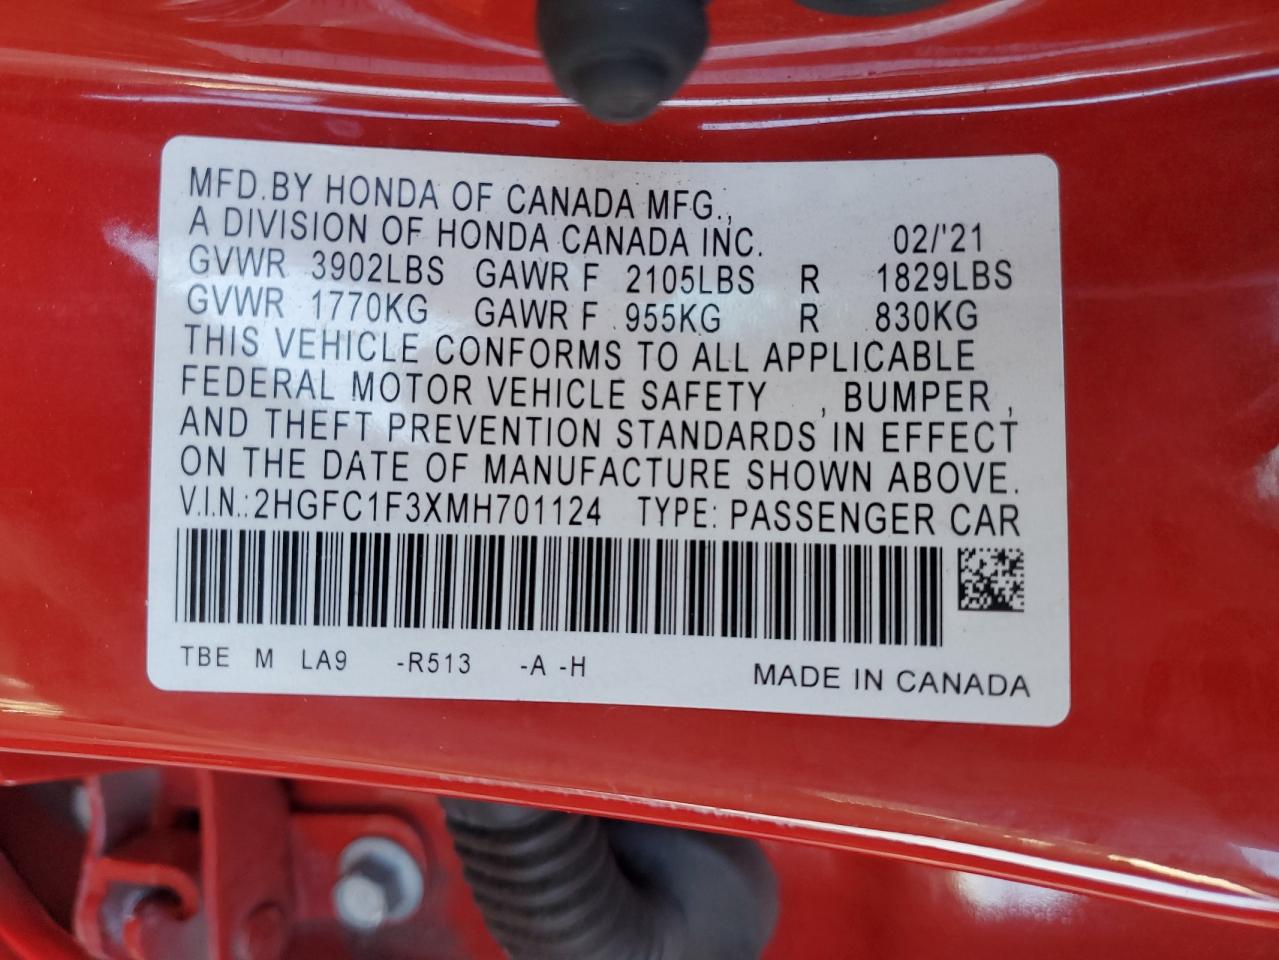 MFD.BY HONDA OF CANADA MFG.,
A DIVISION OF HONDA CANADA INC. 02/'21
GVWR 3902LBS GAWR F 2105LBS R 1829LBS
GVWR 1770KG GAWR F 955KG R 830KG
THIS VEHICLE CONFORMS TO ALL APPLICABLE
FEDERAL MOTOR VEHICLE SAFETY , BUMPER ,
AND THEFT PREVENTION STANDARDS IN EFFECT
ON THE DATE OF MANUFACTURE SHOWN ABOVE.
V.I.N.:2HGFC1F3XMH701124 TYPE: PASSENGER CAR
TBE M LA9 -R513 -A -H MADE IN CANADA